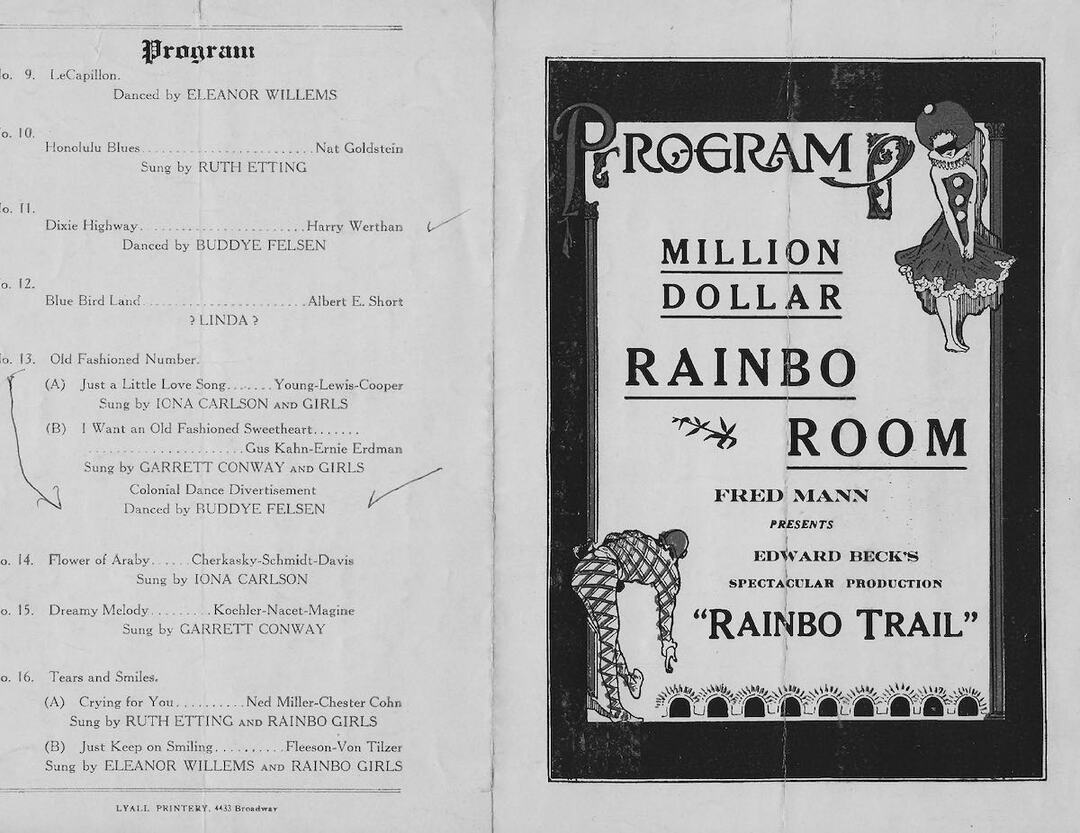 Program
o. 9. LeCapillon.
Danced by ELEANOR WILLEMS
o. 10.
Honolulu Blues........................Nat Goldstein
Sung by RUTH ETTING
o. 11.
Dixie Highway.......................Harry Werthan
Danced by BUDDYE FELSEN
o. 12.
Blue Bird Land.......................Albert E. Short
? LINDA ?
o. 13. Old Fashioned Number.
(A) Just a Little Love Song.......Young-Lewis-Cooper
Sung by IONA CARLSON AND GIRLS
(B) I Want an Old Fashioned Sweetheart.......
......................Gus Kahn-Ernie Erdman
Sung by GARRETT CONWAY AND GIRLS
Colonial Dance Divertisement
Danced by BUDDYE FELSEN
o. 14. Flower of Araby......Cherkasky-Schmidt-Davis
Sung by IONA CARLSON
o. 15. Dreamy Melody.........Koehler-Nacet-Magine
Sung by GARRETT CONWAY
o. 16. Tears and Smiles.
(A) Crying for You..........Ned Miller-Chester Cohn
Sung by RUTH ETTING AND RAINBO GIRLS
(B) Just Keep on Smiling..........Fleeson-Von Tilzer
Sung by ELEANOR WILLEMS AND RAINBO GIRLS
LYALL PRINTERY, 4433 Broadway
PROGRAM
MILLION
DOLLAR
RAINBO
ROOM
FRED MANN
PRESENTS
EDWARD BECK'S
SPECTACULAR PRODUCTION
"RAINBO TRAIL"